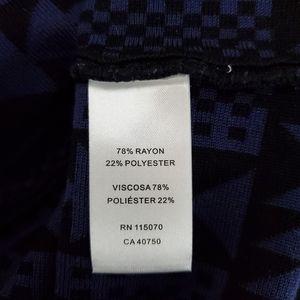 78% RAYON
22% POLYESTER
VISCOSA 78%
POLIÉSTER 22%
RN 115070
CA 40750